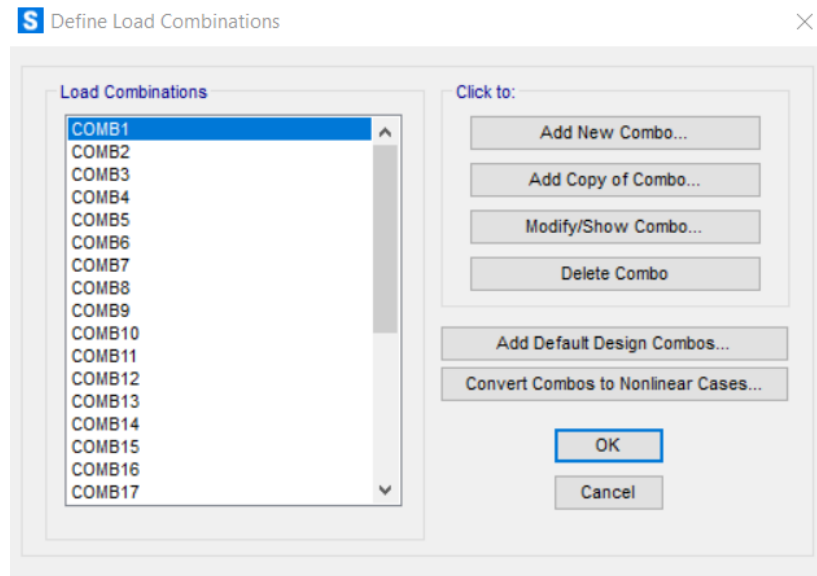 S Define Load Combinations
Load Combinations
COMB1
COMB2
COMB3
COMB4
COMB5
COMB6
COMB7
COMB8
COMB9
COMB10
COMB11
COMB12
COMB13
COMB14
COMB15
COMB16
COMB17
Click to:
Add New Combo...
Add Copy of Combo...
Modify/Show Combo...
Delete Combo
Add Default Design Combos...
Convert Combos to Nonlinear Cases...
OK
Cancel